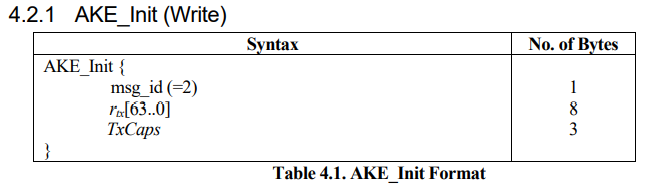 4.2.1 AKE_Init (Write)
Syntax No. of Bytes
AKE_Init {
msg_id (=2) 1
rtx[63..0] 8
TxCaps 3
}
Table 4.1. AKE_Init Format